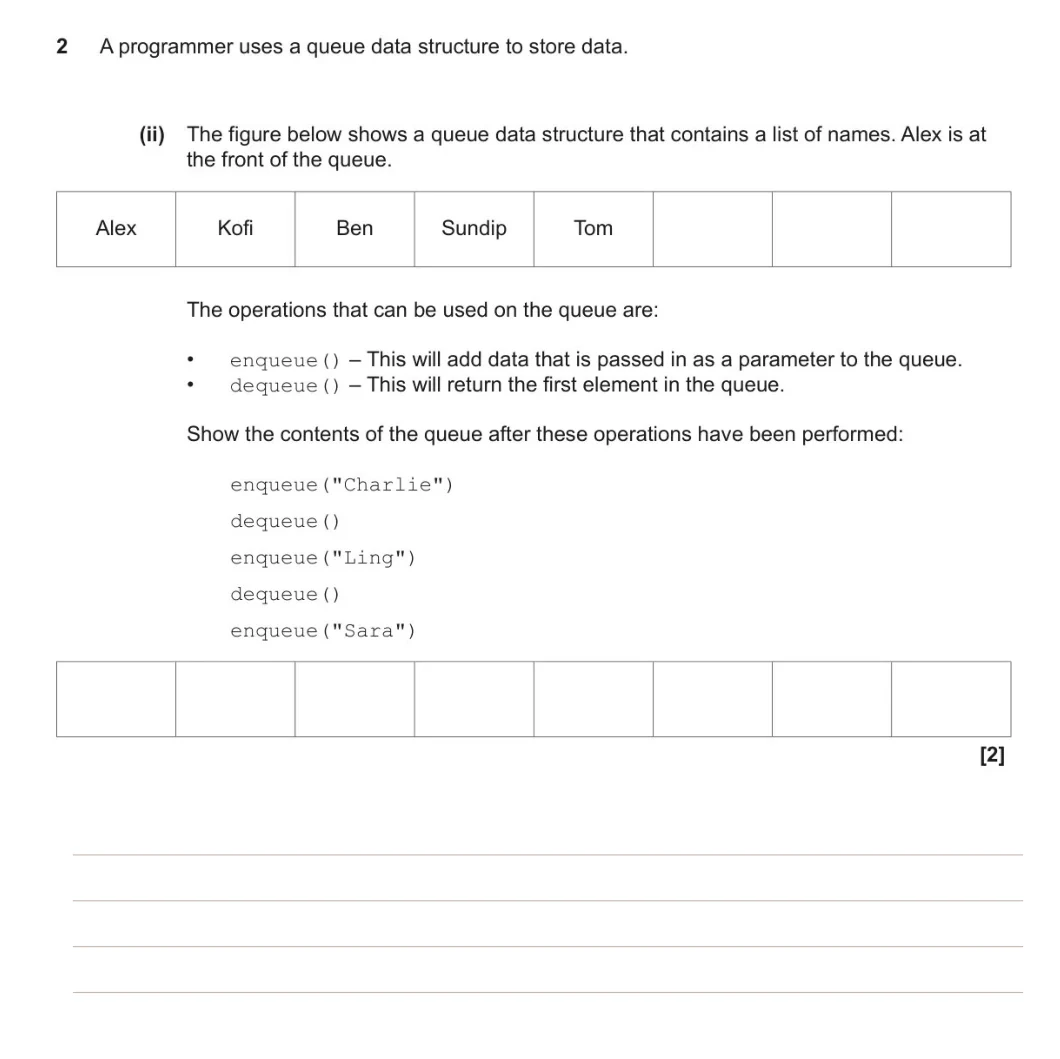 2 A programmer uses a queue data structure to store data.
(ii) The figure below shows a queue data structure that contains a list of names. Alex is at
the front of the queue.
Alex Kofi Ben Sundip Tom
The operations that can be used on the queue are:
• enqueue() – This will add data that is passed in as a parameter to the queue.
• dequeue() – This will return the first element in the queue.
Show the contents of the queue after these operations have been performed:
enqueue("Charlie")
dequeue()
enqueue("Ling")
dequeue()
enqueue("Sara")
[2]